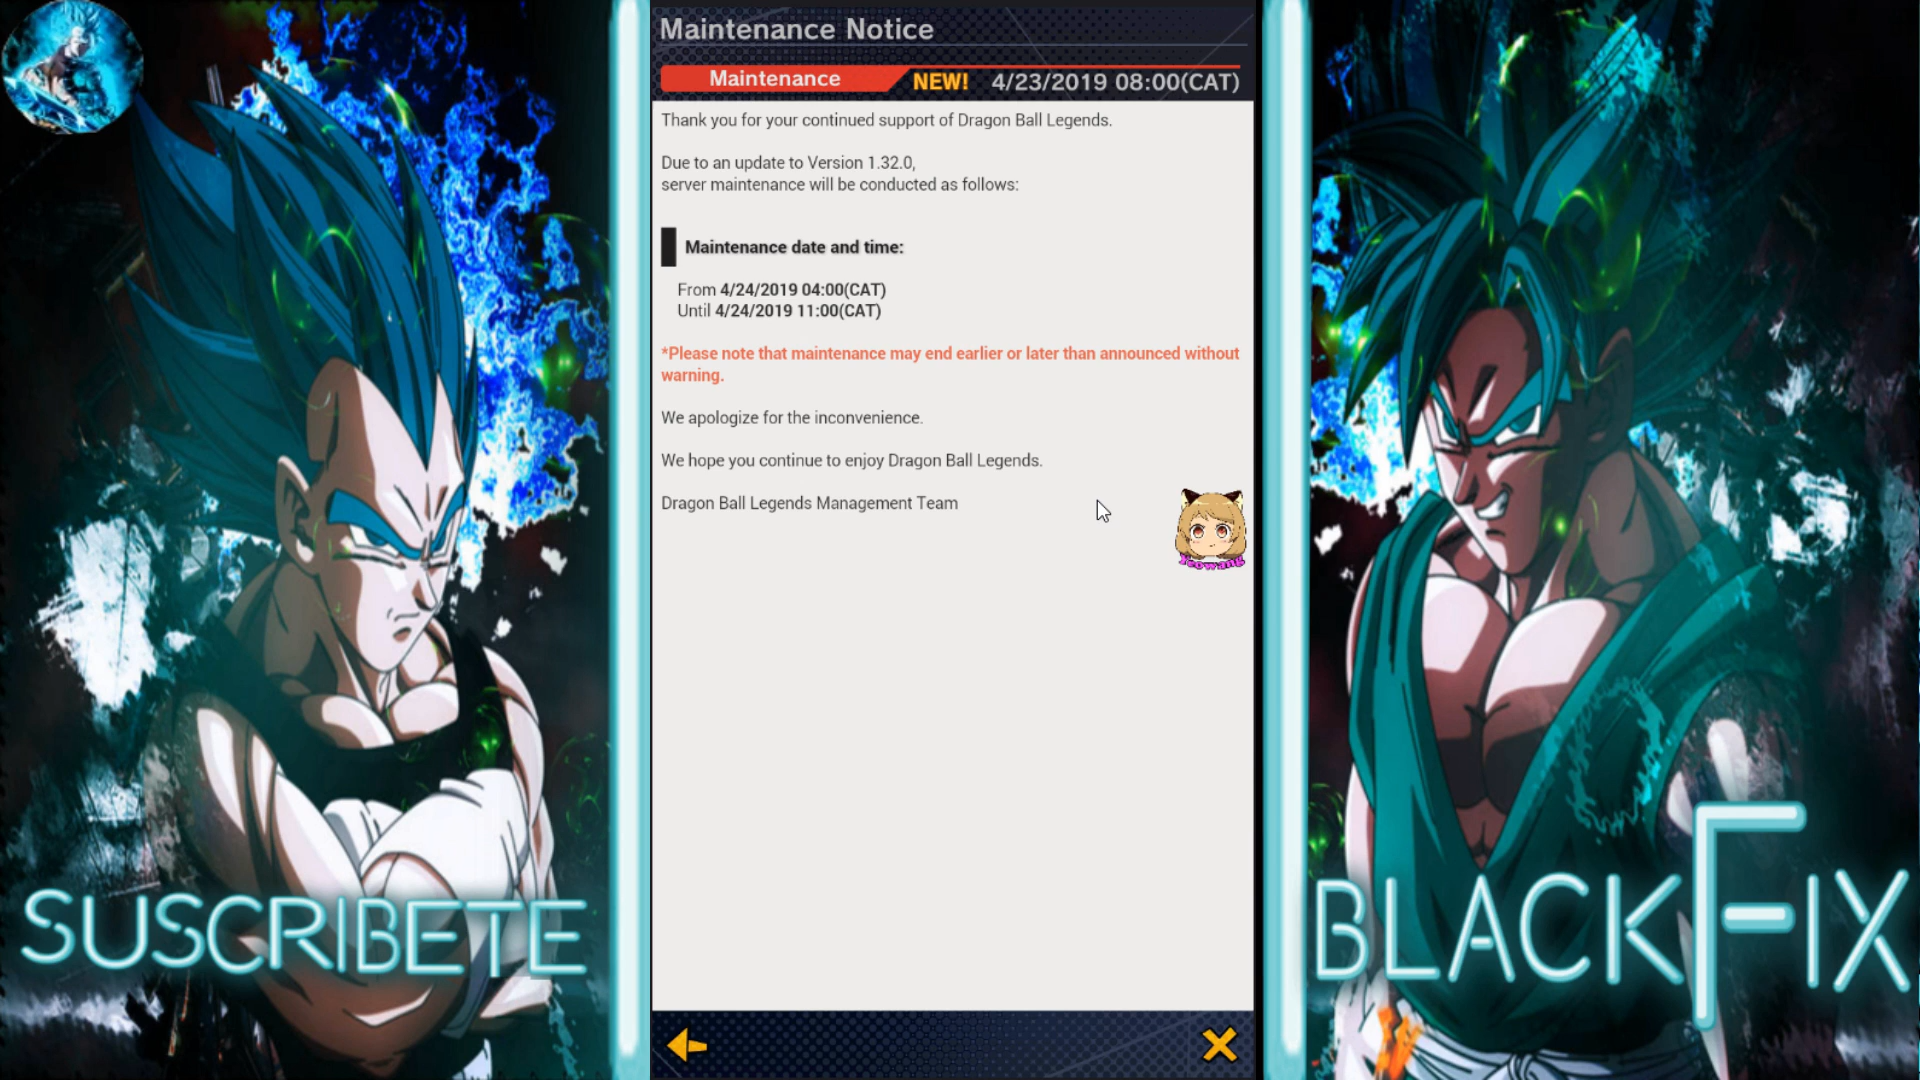 Maintenance Notice
Maintenance NEW! 4/23/2019 08:00(CAT)
Thank you for your continued support of Dragon Ball Legends.
Due to an update to Version 1.32.0,
server maintenance will be conducted as follows:
Maintenance date and time:
From 4/24/2019 04:00(CAT)
Until 4/24/2019 11:00(CAT)
*Please note that maintenance may end earlier or later than announced without
warning.
We apologize for the inconvenience.
We hope you continue to enjoy Dragon Ball Legends.
Dragon Ball Legends Management Team
SUSCRIBETE
BLACKFIX